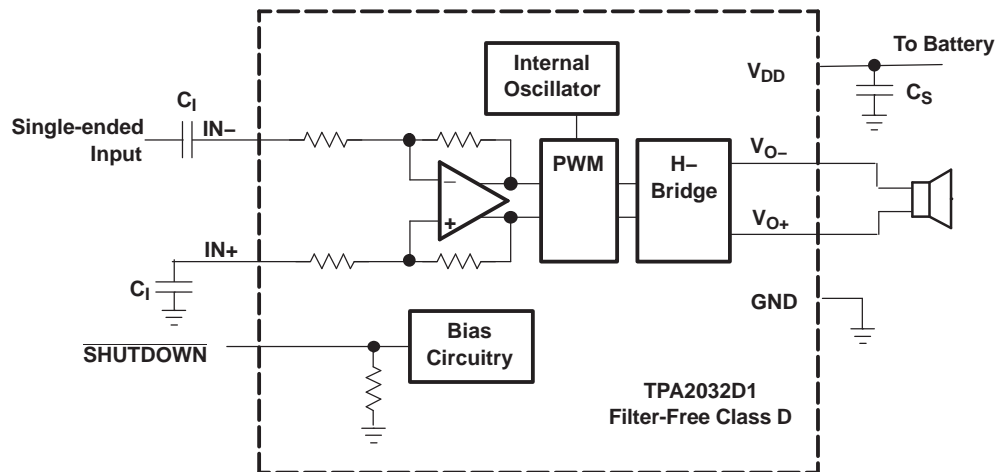 Internal
Oscillator
To Battery
VDD
CS
CI
Single-ended
Input
IN–
PWM
H–
Bridge
VO–
VO+
–
+
IN+
CI
GND
SHUTDOWN
Bias
Circuitry
TPA2032D1
Filter-Free Class D